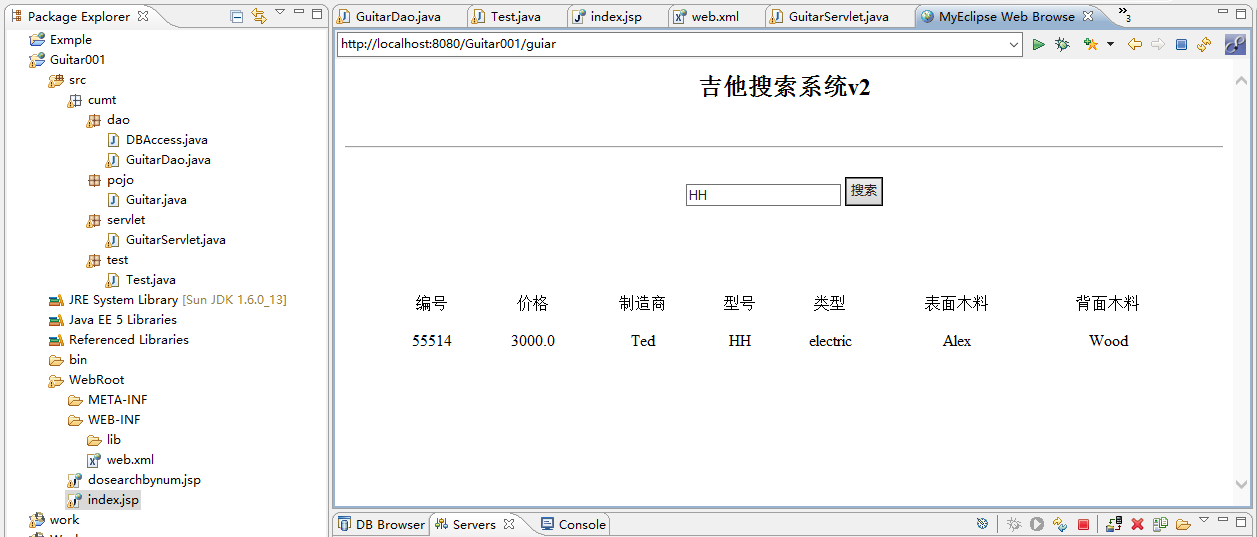 Package Explorer
GuitarDao.java
Test.java
index.jsp
web.xml
GuitarServlet.java
MyEclipse Web Browse
3
Exmple
Guitar001
src
cumt
dao
DBAccess.java
GuitarDao.java
pojo
Guitar.java
servlet
GuitarServlet.java
test
Test.java
JRE System Library [Sun JDK 1.6.0_13]
Java EE 5 Libraries
Referenced Libraries
bin
WebRoot
META-INF
WEB-INF
lib
web.xml
dosearchbynum.jsp
index.jsp
work
http://localhost:8080/Guitar001/guiar
吉他搜索系统v2
HH 搜索
编号 价格 制造商 型号 类型 表面木料 背面木料
55514 3000.0 Ted HH electric Alex Wood
DB Browser Servers Console